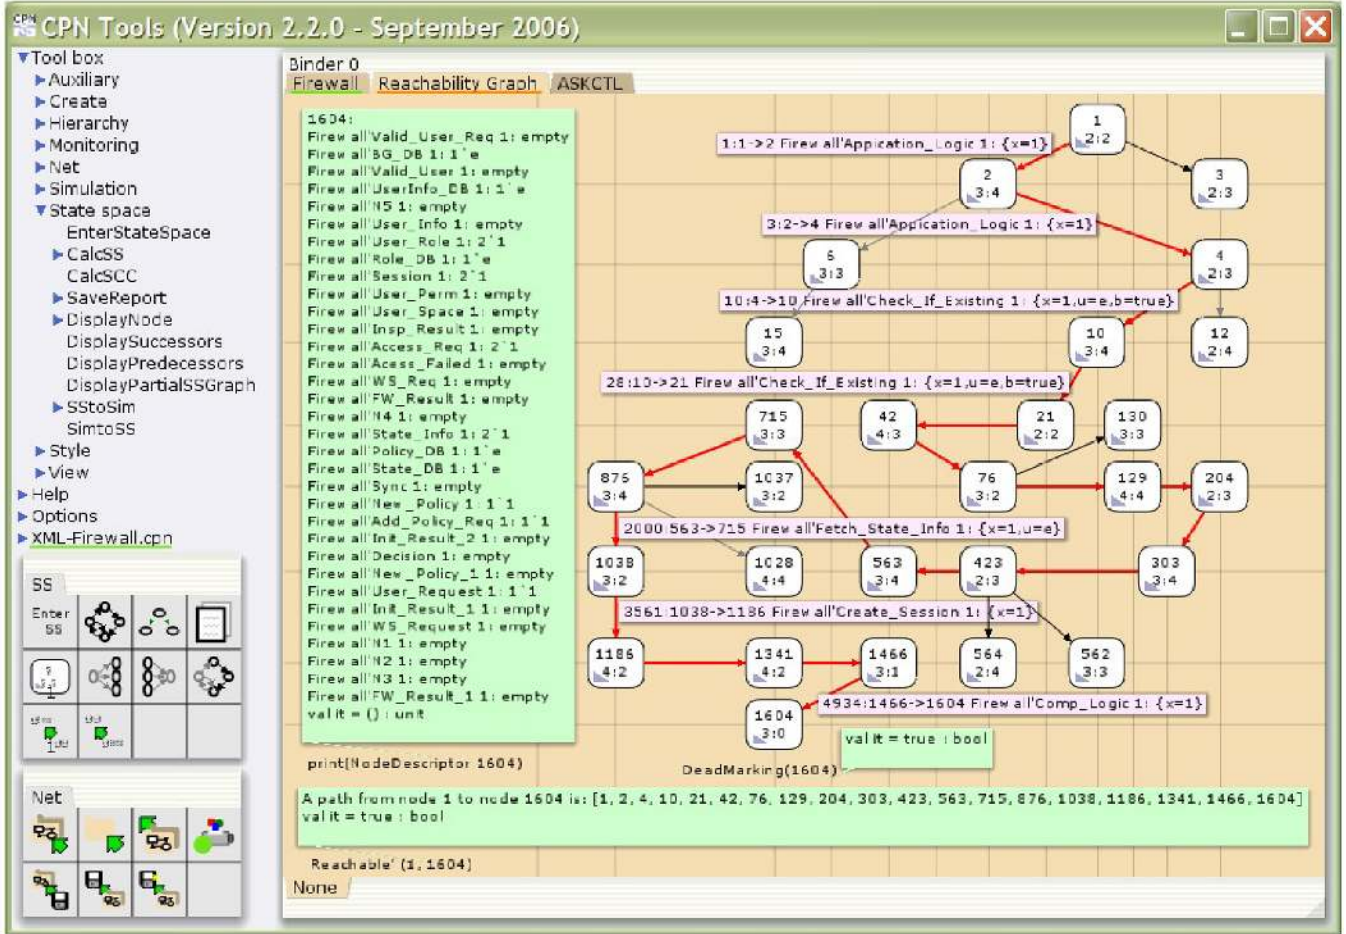 CPN Tools (Version 2.2.0 - September 2006)
Tool box
Auxiliary
Create
Hierarchy
Monitoring
Net
Simulation
State space
EnterStateSpace
CalcSS
CalcSCC
SaveReport
DisplayNode
DisplaySuccessors
DisplayPredecessors
DisplayPartialSSGraph
SStoSim
SimtoSS
Style
View
Help
Options
XML-Firewall.cpn
SS
Enter
SS
Net
Binder 0
Firewall
Reachability Graph
ASKCTL
1604:
Firewall'Valid_User_Req 1: empty
Firewall'BG_DB 1: 1`e
Firewall'Valid_User 1: empty
Firewall'UserInfo_DB 1: 1`e
Firewall'N5 1: empty
Firewall'User_Info 1: empty
Firewall'User_Role 1: 2`1
Firewall'Role_DB 1: 1`e
Firewall'Session 1: 2`1
Firewall'User_Perm 1: empty
Firewall'User_Space 1: empty
Firewall'Insp_Result 1: empty
Firewall'Access_Req 1: 2`1
Firewall'Acess_Failed 1: empty
Firewall'WS_Req 1: empty
Firewall'FW_Result 1: empty
Firewall'N4 1: empty
Firewall'State_Info 1: 2`1
Firewall'Policy_DB 1: 1`e
Firewall'State_DB 1: 1`e
Firewall'Sync 1: empty
Firewall'New_Policy 1: 1`1
Firewall'Add_Policy_Req 1: 1`1
Firewall'Init_Result_2 1: empty
Firewall'Decision 1: empty
Firewall'New_Policy_1 1: empty
Firewall'User_Request 1: 1`1
Firewall'Init_Result_1 1: empty
Firewall'WS_Request 1: empty
Firewall'N1 1: empty
Firewall'N2 1: empty
Firewall'N3 1: empty
Firewall'FW_Result_1 1: empty
val it = () : unit
print(NodeDescriptor 1604)
1
2:2
1:1->2 Firewall'Appication_Logic 1: {x=1}
2
3:4
3
2:3
3:2->4 Firewall'Appication_Logic 1: {x=1}
6
3:3
4
2:3
10:4->10 Firewall'Check_If_Existing 1: {x=1,u=e,b=true}
15
3:4
10
3:4
12
2:4
28:10->21 Firewall'Check_If_Existing 1: {x=1,u=e,b=true}
715
3:3
42
4:3
21
2:2
130
3:3
876
3:4
1037
3:2
76
3:2
129
4:4
204
2:3
2000:563->715 Firewall'Fetch_State_Info 1: {x=1,u=e}
1038
3:2
1028
4:4
563
3:4
423
2:3
303
3:4
3561:1038->1186 Firewall'Create_Session 1: {x=1}
1186
4:2
1341
4:2
1466
3:1
564
2:4
562
3:3
4934:1466->1604 Firewall'Comp_Logic 1: {x=1}
1604
3:0
val it = true : bool
DeadMarking(1604)
A path from node 1 to node 1604 is: [1, 2, 4, 10, 21, 42, 76, 129, 204, 303, 423, 563, 715, 876, 1038, 1186, 1341, 1466, 1604]
val it = true : bool
Reachable' (1, 1604)
None